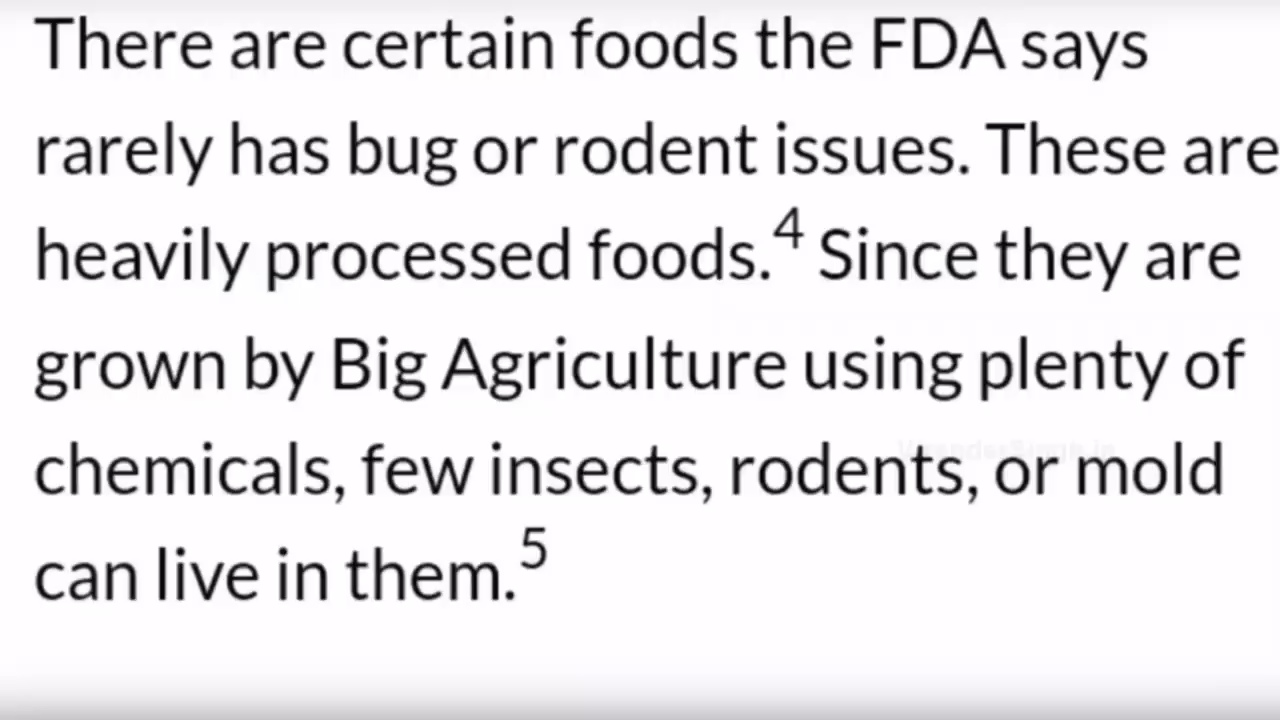 There are certain foods the FDA says
rarely has bug or rodent issues. These are
heavily processed foods.4 Since they are
grown by Big Agriculture using plenty of
chemicals, few insects, rodents, or mold
can live in them.5